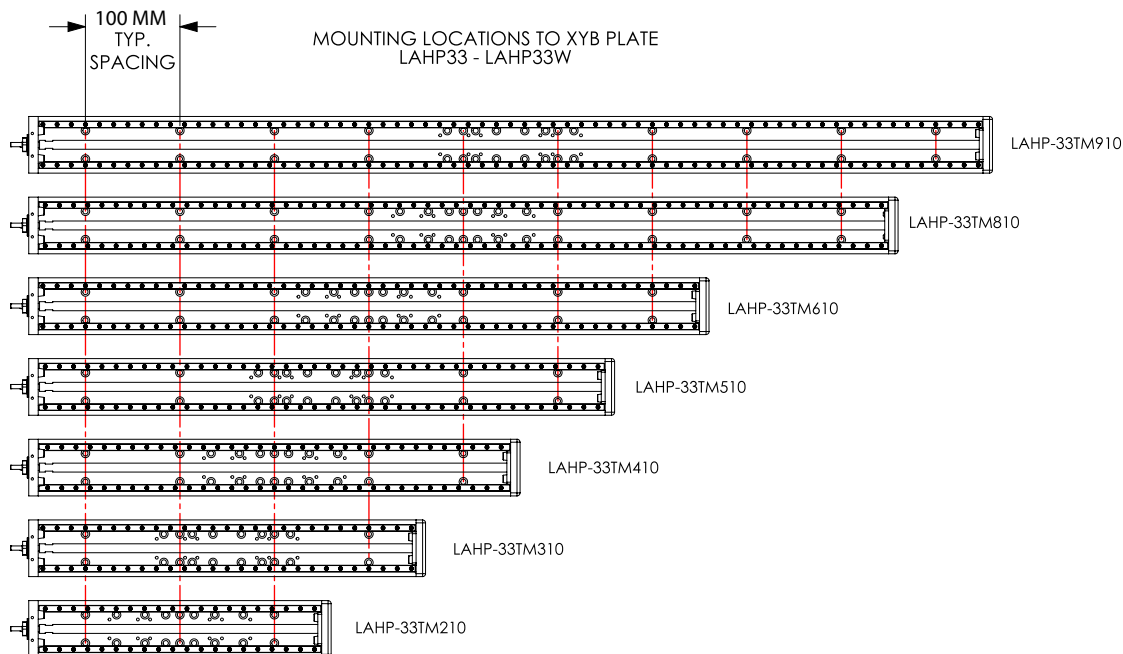 100 MM
TYP.
SPACING
MOUNTING LOCATIONS TO XYB PLATE
LAHP33 - LAHP33W
LAHP-33TM910
LAHP-33TM810
LAHP-33TM610
LAHP-33TM510
LAHP-33TM410
LAHP-33TM310
LAHP-33TM210